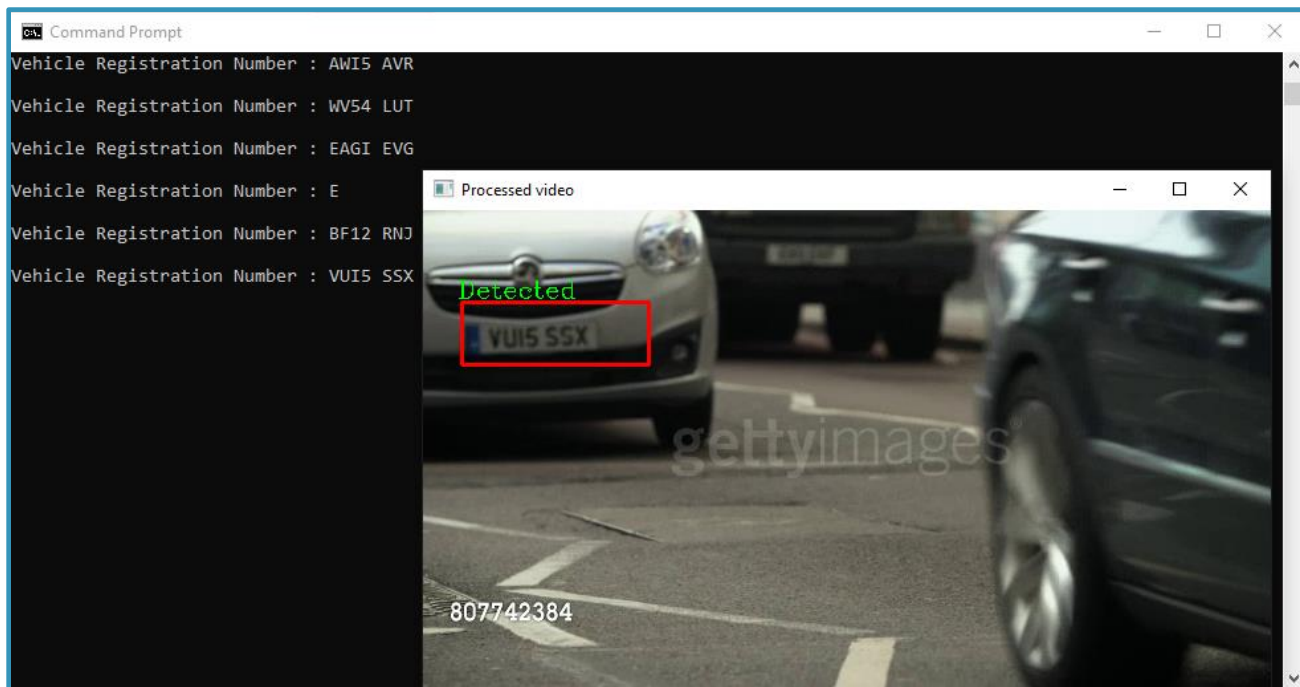 Command Prompt
Vehicle Registration Number : AWI5 AVR
Vehicle Registration Number : WV54 LUT
Vehicle Registration Number : EAGI EVG
Vehicle Registration Number : E
Vehicle Registration Number : BF12 RNJ
Vehicle Registration Number : VUI5 SSX
Processed video
Detected
VU15 SSX
gettyimages®
807742384